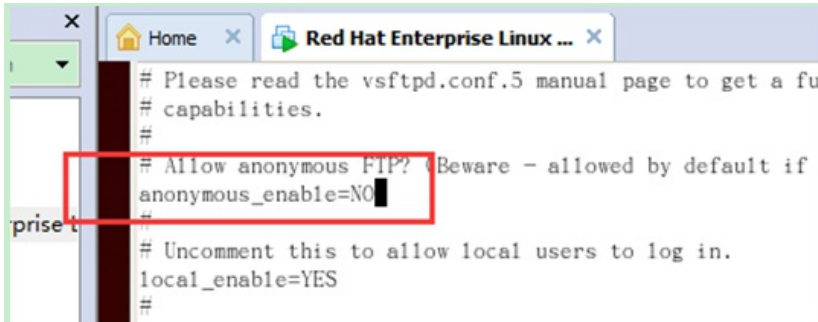 Home
Red Hat Enterprise Linux ...
# Please read the vsftpd.conf.5 manual page to get a fu
# capabilities.
#
# Allow anonymous FTP? (Beware - allowed by default if
anonymous_enable=NO
#
prise t
# Uncomment this to allow local users to log in.
local_enable=YES
#